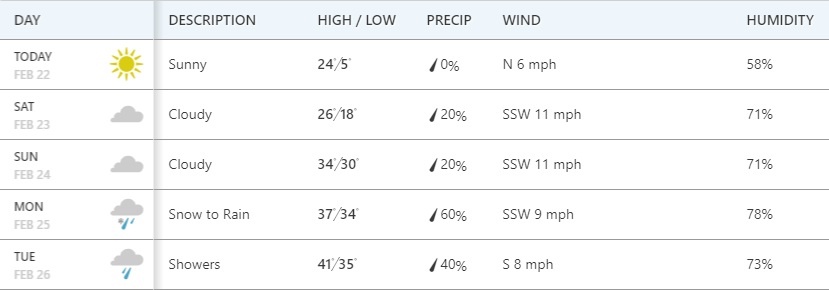 DAY DESCRIPTION HIGH / LOW PRECIP WIND HUMIDITY
TODAY
FEB 22
Sunny 24°/5° 0% N 6 mph 58%
SAT
FEB 23
Cloudy 26°/18° 20% SSW 11 mph 71%
SUN
FEB 24
Cloudy 34°/30° 20% SSW 11 mph 71%
MON
FEB 25
Snow to Rain 37°/34° 60% SSW 9 mph 78%
TUE
FEB 26
Showers 41°/35° 40% S 8 mph 73%